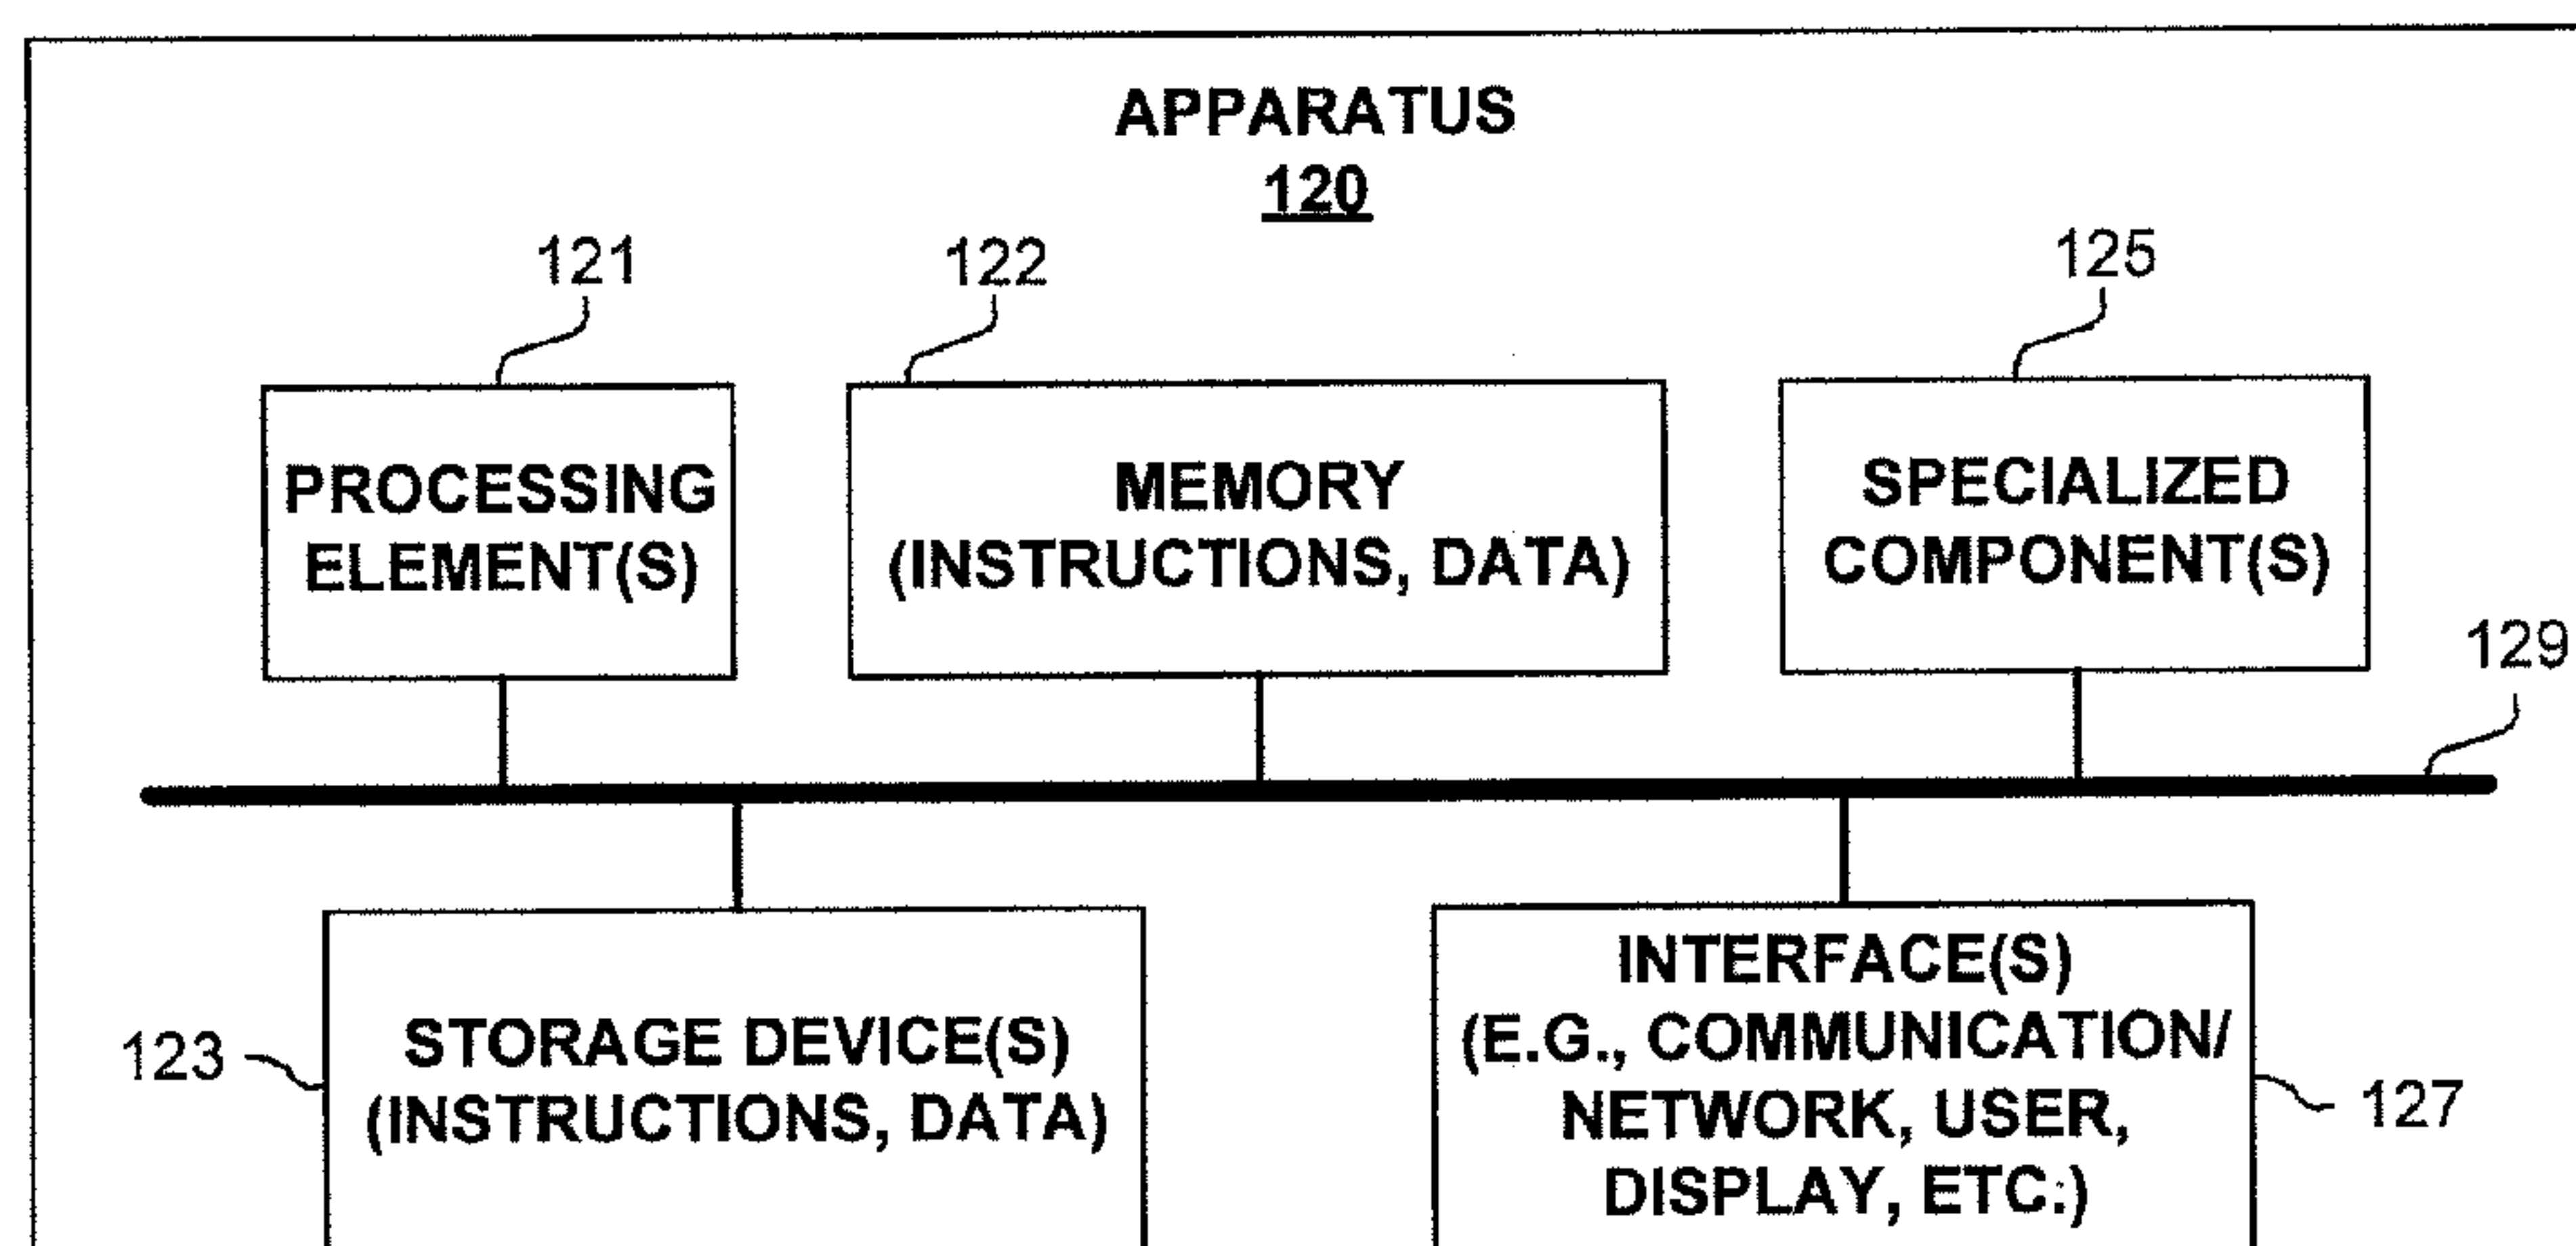 APPARATUS
120
121
122
125
PROCESSING
ELEMENT(S)
MEMORY
(INSTRUCTIONS, DATA)
SPECIALIZED
COMPONENT(S)
129
123
STORAGE DEVICE(S)
(INSTRUCTIONS, DATA)
INTERFACE(S)
(E.G., COMMUNICATION/
NETWORK, USER,
DISPLAY, ETC.)
127